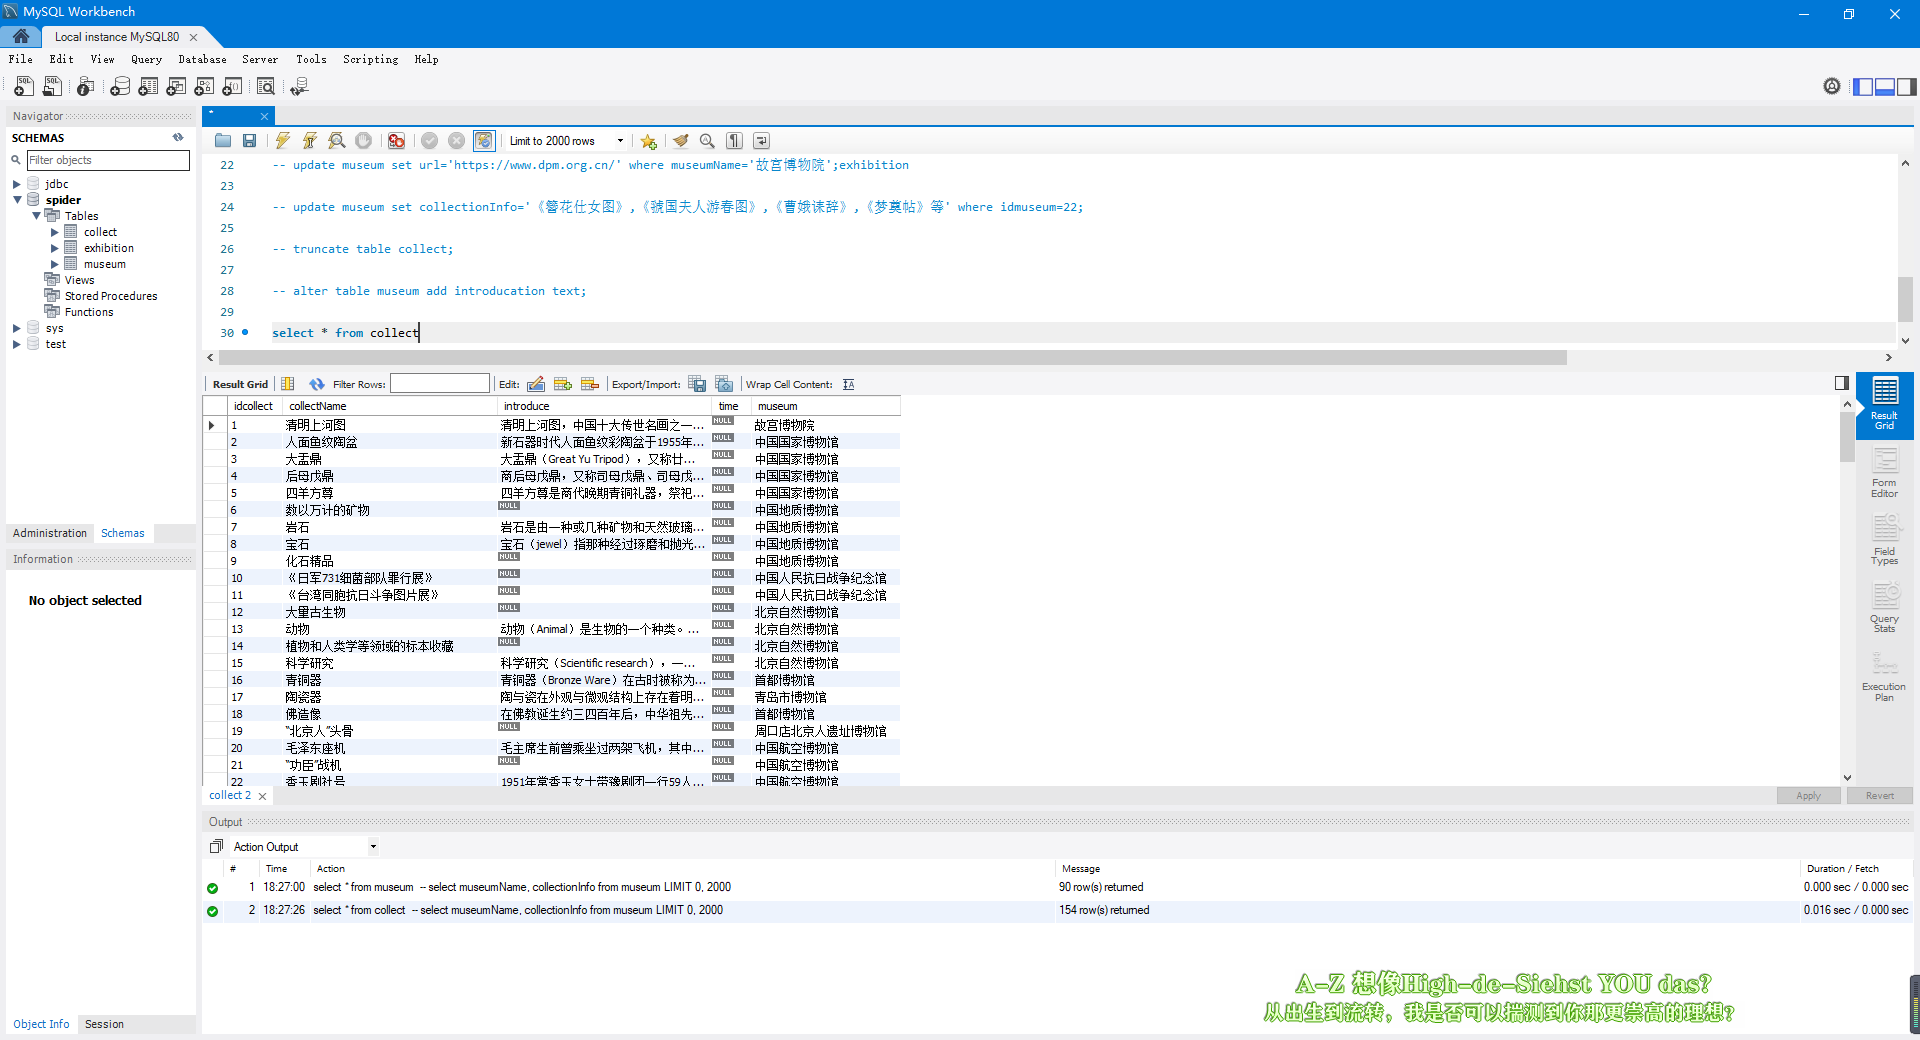 MySQL Workbench
Local instance MySQL80
File Edit View Query Database Server Tools Scripting Help
Navigator
SCHEMAS
Filter objects
jdbc
spider
Tables
collect
exhibition
museum
Views
Stored Procedures
Functions
sys
test
Administration Schemas
Information
No object selected
Object Info Session
*
Limit to 2000 rows
22 -- update museum set url='https://www.dpm.org.cn/' where museumName='故宫博物院';exhibition
23
24 -- update museum set collectionInfo='《簪花仕女图》,《虢国夫人游春图》,《曹娥诔辞》,《梦奠帖》等' where idmuseum=22;
25
26 -- truncate table collect;
27
28 -- alter table museum add introducation text;
29
30 select * from collect
Result Grid Filter Rows: Edit: Export/Import: Wrap Cell Content:
idcollect collectName introduce time museum
1 清明上河图 清明上河图，中国十大传世名画之一... NULL 故宫博物院
2 人面鱼纹陶盆 新石器时代人面鱼纹彩陶盆于1955年... NULL 中国国家博物馆
3 大盂鼎 大盂鼎（Great Yu Tripod），又称廿... NULL 中国国家博物馆
4 后母戊鼎 商后母戊鼎，又称司母戊鼎、司母戊... NULL 中国国家博物馆
5 四羊方尊 四羊方尊是商代晚期青铜礼器，祭祀... NULL 中国国家博物馆
6 数以万计的矿物 NULL NULL 中国地质博物馆
7 岩石 岩石是由一种或几种矿物和天然玻璃... NULL 中国地质博物馆
8 宝石 宝石（jewel）指那种经过琢磨和抛光... NULL 中国地质博物馆
9 化石精品 NULL NULL 中国地质博物馆
10 《日军731细菌部队罪行展》 NULL NULL 中国人民抗日战争纪念馆
11 《台湾同胞抗日斗争图片展》 NULL NULL 中国人民抗日战争纪念馆
12 大量古生物 NULL NULL 北京自然博物馆
13 动物 动物（Animal）是生物的一个种类。... NULL 北京自然博物馆
14 植物和人类学等领域的标本收藏 NULL NULL 北京自然博物馆
15 科学研究 科学研究（Scientific research），一... NULL 北京自然博物馆
16 青铜器 青铜器（Bronze Ware）在古时被称为... NULL 首都博物馆
17 陶瓷器 陶与瓷在外观与微观结构上存在着明... NULL 青岛市博物馆
18 佛造像 在佛教诞生约三四百年后，中华祖先... NULL 首都博物馆
19 “北京人”头骨 NULL NULL 周口店北京人遗址博物馆
20 毛泽东座机 毛主席生前曾乘坐过两架飞机，其中... NULL 中国航空博物馆
21 “功臣”战机 NULL NULL 中国航空博物馆
22 香玉剧社号 1951年常香玉女士带豫剧团一行59人... NULL 中国航空博物馆
Result Grid
Form Editor
Field Types
Query Stats
Execution Plan
collect 2
Apply Revert
Output
Action Output
# Time Action Message Duration / Fetch
1 18:27:00 select * from museum -- select museumName, collectionInfo from museum LIMIT 0, 2000 90 row(s) returned 0.000 sec / 0.000 sec
2 18:27:26 select * from collect -- select museumName, collectionInfo from museum LIMIT 0, 2000 154 row(s) returned 0.016 sec / 0.000 sec
A-Z 想像High-de-Siehst YOU das?
从出生到流转，我是否可以揣测到你那更崇高的理想?